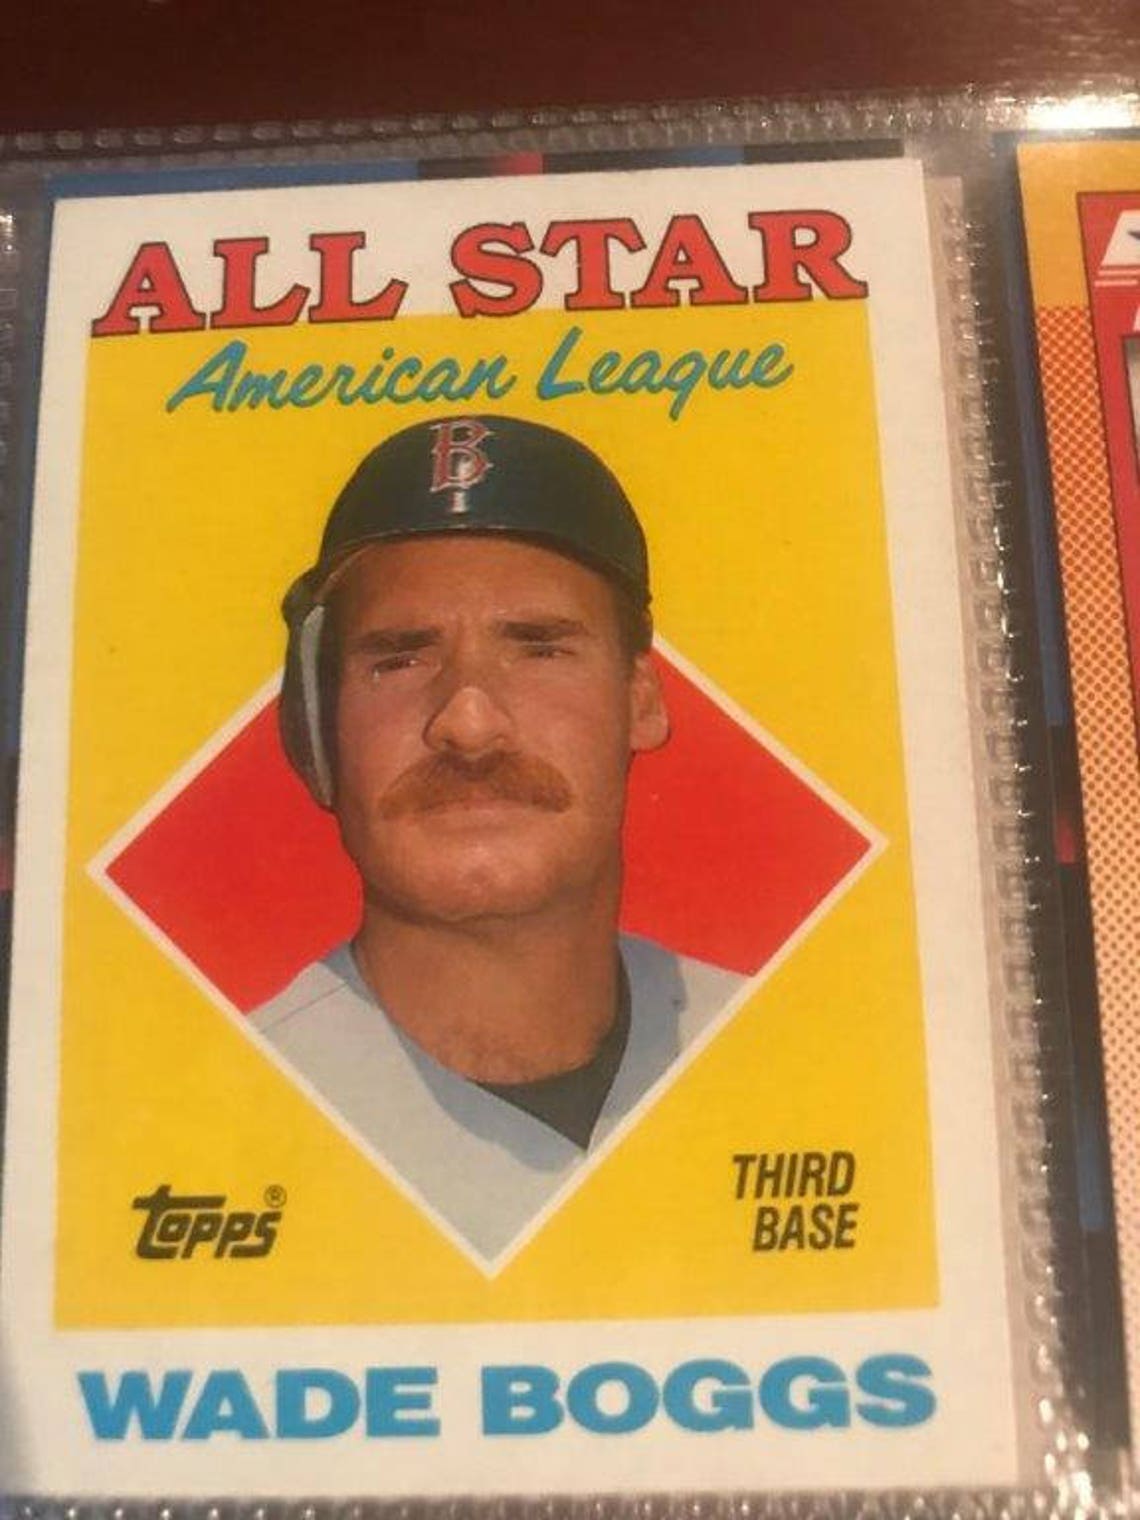 ALL STAR
American League
B
TOPPS®
THIRD
BASE
WADE BOGGS